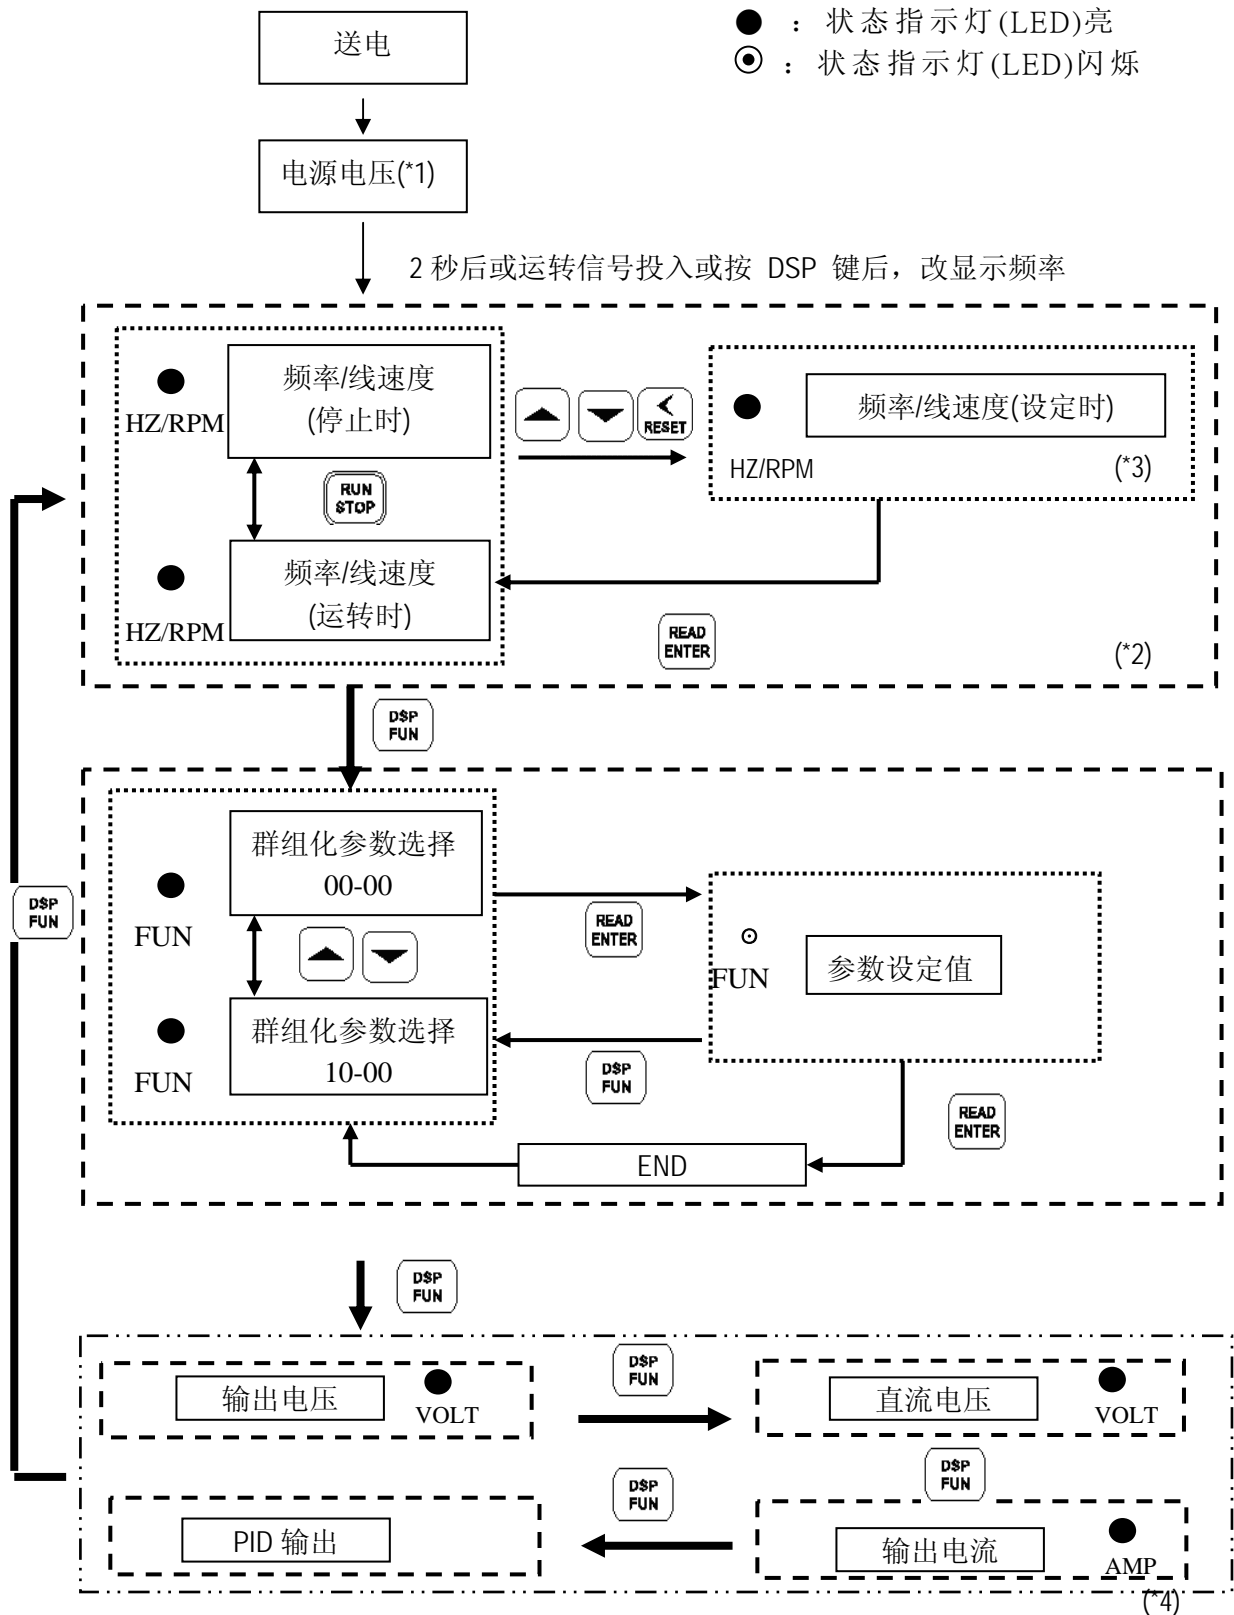 ● ：状态指示灯(LED)亮
⊙ ：状态指示灯(LED)闪烁
送电
电源电压(*1)
2 秒后或运转信号投入或按 DSP 键后，改显示频率
HZ/RPM
频率/线速度
(停止时)
RESET
频率/线速度(设定时)
HZ/RPM
(*3)
RUN
STOP
HZ/RPM
频率/线速度
(运转时)
READ
ENTER
(*2)
DSP
FUN
群组化参数选择
00-00
FUN
READ
ENTER
FUN
参数设定值
DSP
FUN
群组化参数选择
10-00
FUN
DSP
FUN
READ
ENTER
END
DSP
FUN
输出电压
VOLT
DSP
FUN
直流电压
VOLT
DSP
FUN
PID 输出
DSP
FUN
输出电流
AMP
(*4)